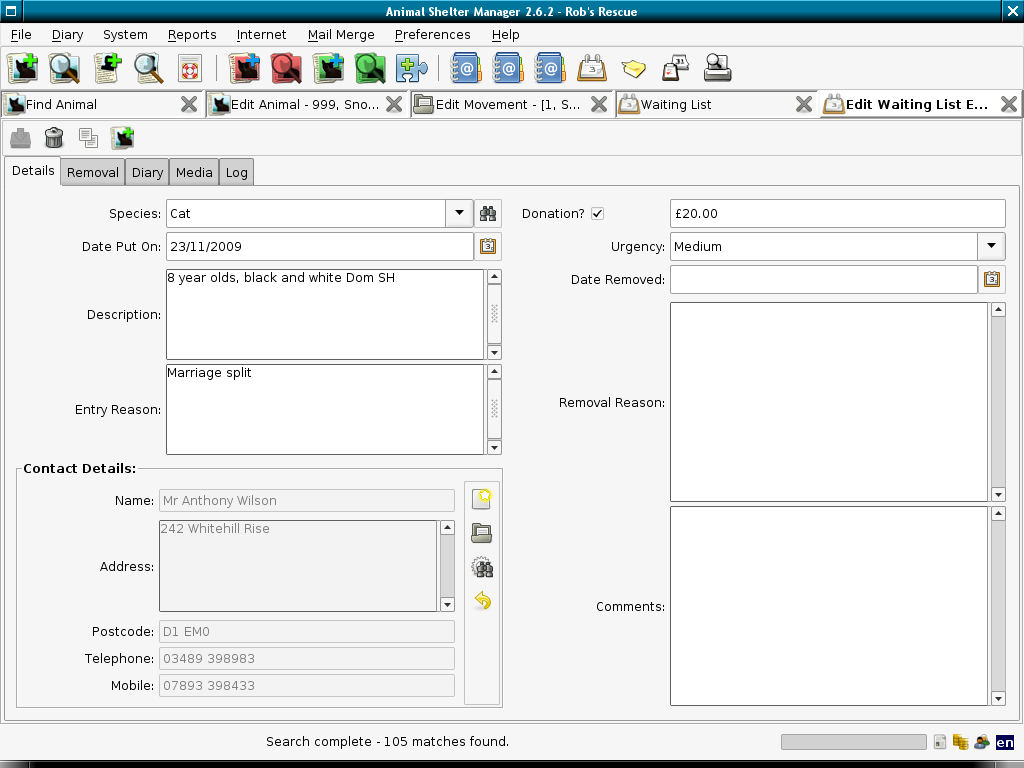 Animal Shelter Manager 2.6.2 - Rob's Rescue
File Diary System Reports Internet Mail Merge Preferences Help
Find Animal Edit Animal - 999, Sno... Edit Movement - [1, S... Waiting List Edit Waiting List E...
Details Removal Diary Media Log
Species: Cat
Donation? £20.00
Date Put On: 23/11/2009
Urgency: Medium
Date Removed:
Description: 8 year olds, black and white Dom SH
Entry Reason: Marriage split
Removal Reason:
Contact Details:
Name: Mr Anthony Wilson
Address: 242 Whitehill Rise
Comments:
Postcode: D1 EM0
Telephone: 03489 398983
Mobile: 07893 398433
Search complete - 105 matches found.
en